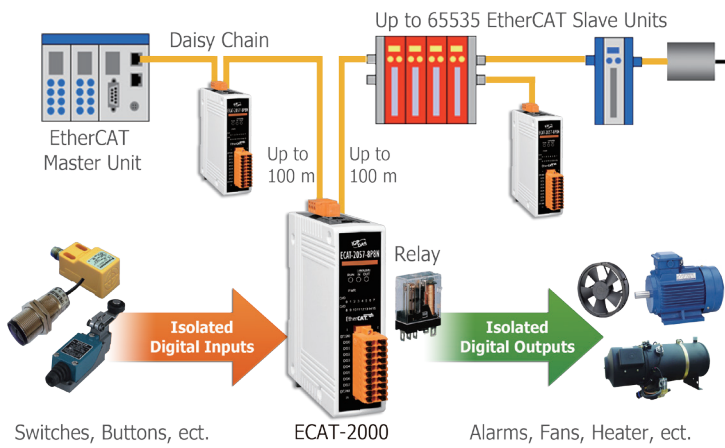 Up to 65535 EtherCAT Slave Units
Daisy Chain
EtherCAT
Master Unit
Up to
100 m
Up to
100 m
ECAT-2057-8P8N
Relay
EtherCAT
Isolated
Digital Inputs
Isolated
Digital Outputs
Switches, Buttons, ect.
ECAT-2000
Alarms, Fans, Heater, ect.